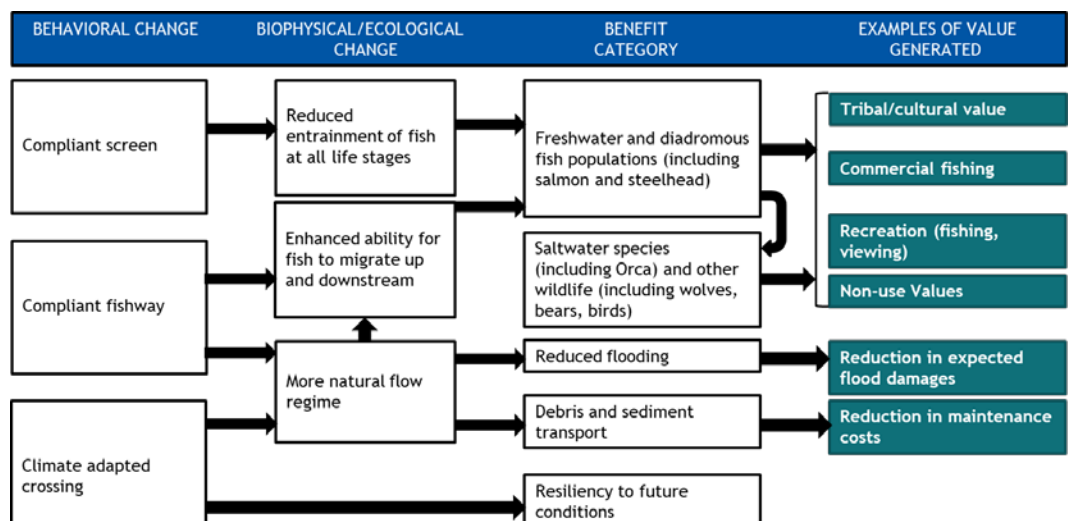 BEHAVIORAL CHANGE
BIOPHYSICAL/ECOLOGICAL
CHANGE
BENEFIT
CATEGORY
EXAMPLES OF VALUE
GENERATED
Compliant screen
Reduced
entrainment of fish
at all life stages
Freshwater and diadromous
fish populations (including
salmon and steelhead)
Tribal/cultural value
Commercial fishing
Recreation (fishing,
viewing)
Non-use Values
Compliant fishway
Enhanced ability for
fish to migrate up
and downstream
Saltwater species
(including Orca) and other
wildlife (including wolves,
bears, birds)
More natural flow
regime
Reduced flooding
Reduction in expected
flood damages
Debris and sediment
transport
Reduction in maintenance
costs
Climate adapted
crossing
Resiliency to future
conditions